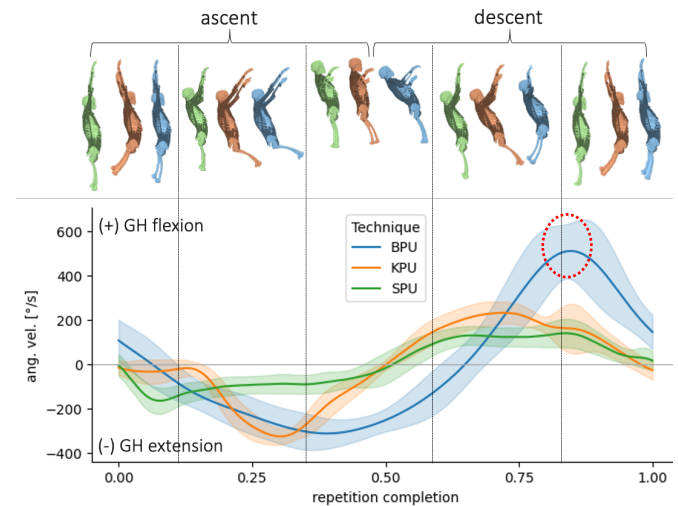 ascent
descent
(+) GH flexion
Technique
BPU
KPU
SPU
600
400
200
0
−200
−400
ang. vel. [°/s]
(-) GH extension
0.00
0.25
0.50
0.75
1.00
repetition completion